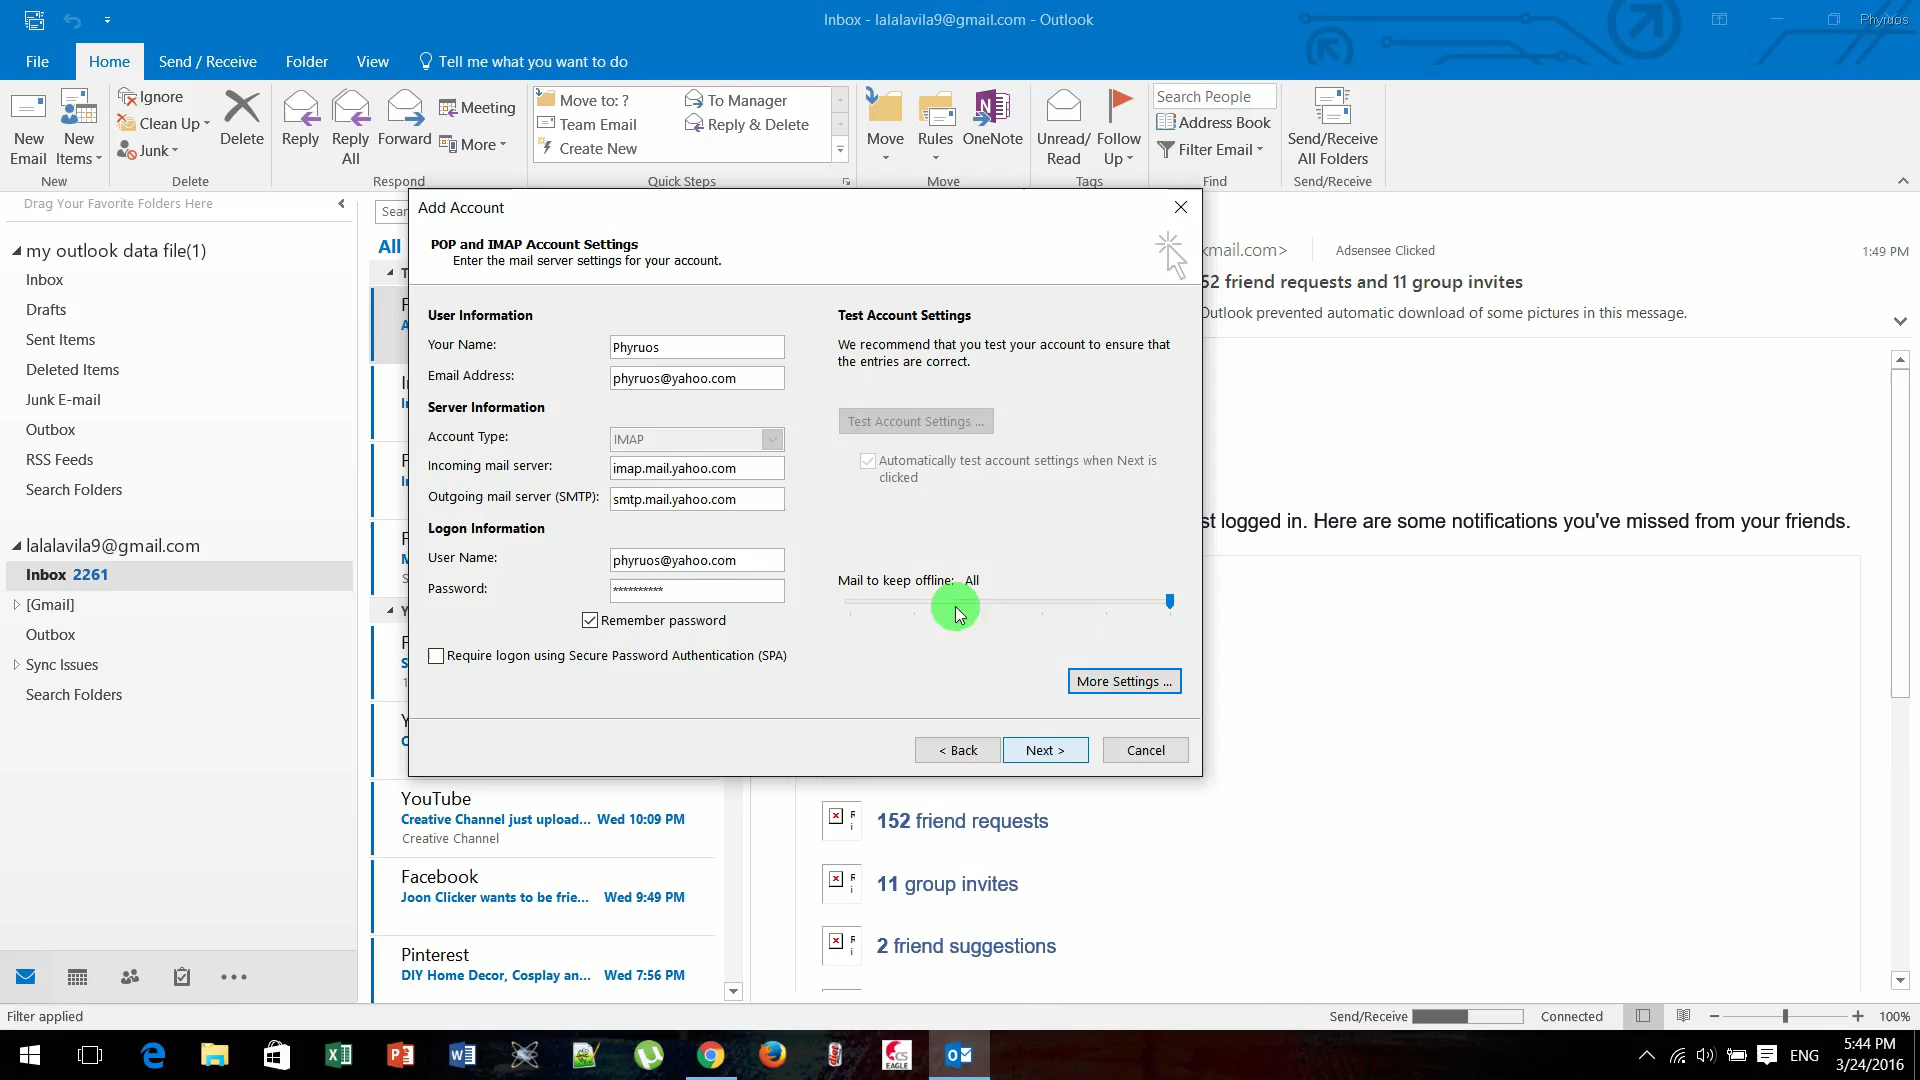 Inbox - lalalavila9@gmail.com - Outlook
Phyruos
File Home Send / Receive Folder View Tell me what you want to do
New Email
New Items
New
Ignore
Clean Up
Junk
Delete
Delete
Reply
Reply All
Forward
Meeting
More
Respond
Move to: ?
Team Email
Create New
To Manager
Reply & Delete
Quick Steps
Move
Rules
OneNote
Move
Unread/ Read
Follow Up
Tags
Search People
Address Book
Filter Email
Find
Send/Receive All Folders
Send/Receive
Drag Your Favorite Folders Here
my outlook data file(1)
Inbox
Drafts
Sent Items
Deleted Items
Junk E-mail
Outbox
RSS Feeds
Search Folders
lalalavila9@gmail.com
Inbox 2261
[Gmail]
Outbox
Sync Issues
Search Folders
Sear
All
Add Account
POP and IMAP Account Settings
Enter the mail server settings for your account.
User Information
Your Name: Phyruos
Email Address: phyruos@yahoo.com
Server Information
Account Type: IMAP
Incoming mail server: imap.mail.yahoo.com
Outgoing mail server (SMTP): smtp.mail.yahoo.com
Logon Information
User Name: phyruos@yahoo.com
Password: **********
Remember password
Require logon using Secure Password Authentication (SPA)
Test Account Settings
We recommend that you test your account to ensure that
the entries are correct.
Test Account Settings ...
Automatically test account settings when Next is
clicked
Mail to keep offline: All
More Settings ...
< Back Next > Cancel
kmail.com> Adsensee Clicked 1:49 PM
52 friend requests and 11 group invites
Outlook prevented automatic download of some pictures in this message.
st logged in. Here are some notifications you've missed from your friends.
152 friend requests
11 group invites
2 friend suggestions
YouTube
Creative Channel just upload... Wed 10:09 PM
Creative Channel
Facebook
Joon Clicker wants to be frie... Wed 9:49 PM
Pinterest
DIY Home Decor, Cosplay an... Wed 7:56 PM
Filter applied
Send/Receive Connected 100%
ENG
5:44 PM
3/24/2016